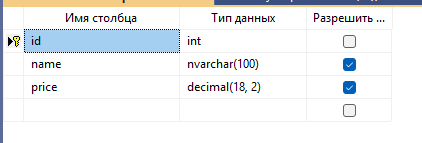 Имя столбца Тип данных Разрешить ...
id int
name nvarchar(100)
price decimal(18, 2)